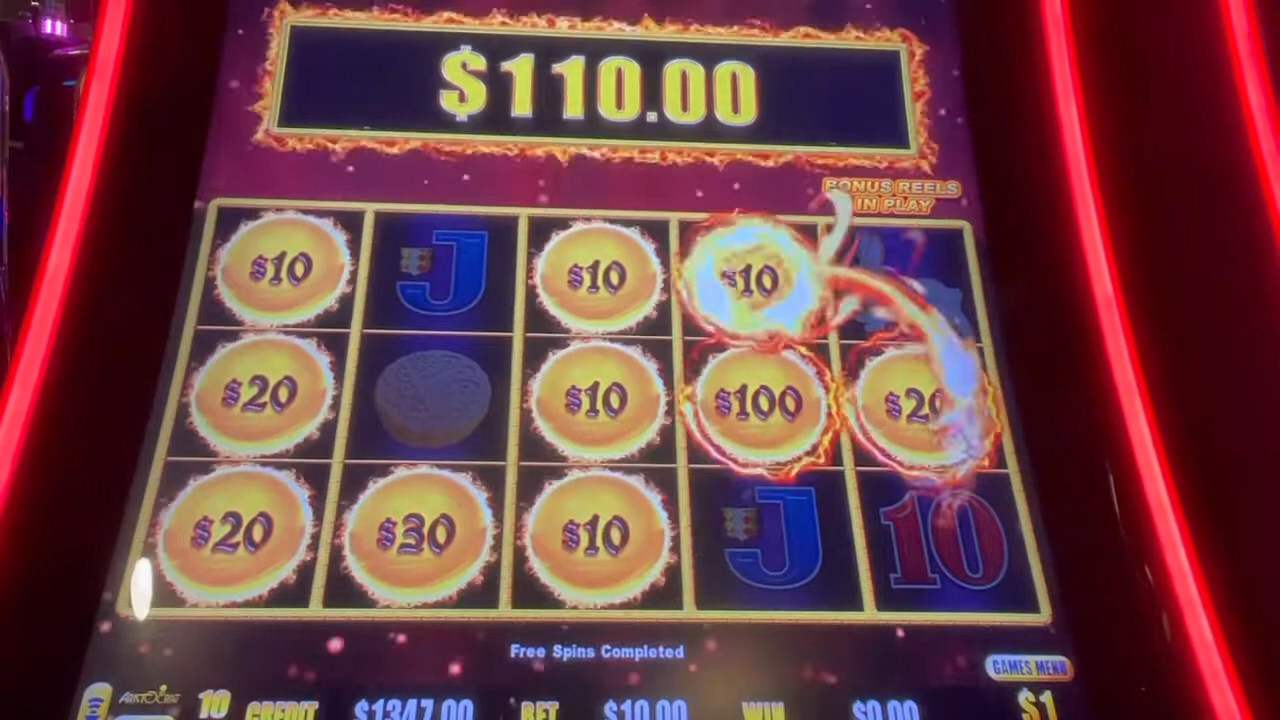 $110.00
BONUS REELS
IN PLAY
$10 J $10 $10
$20 $10 $100 $20
$20 $30 $10 J 10
Free Spins Completed
GAMES MENU
ARISTOCRAT 10 CREDIT $1347.00 BET $10.00 WIN $0.00 $1